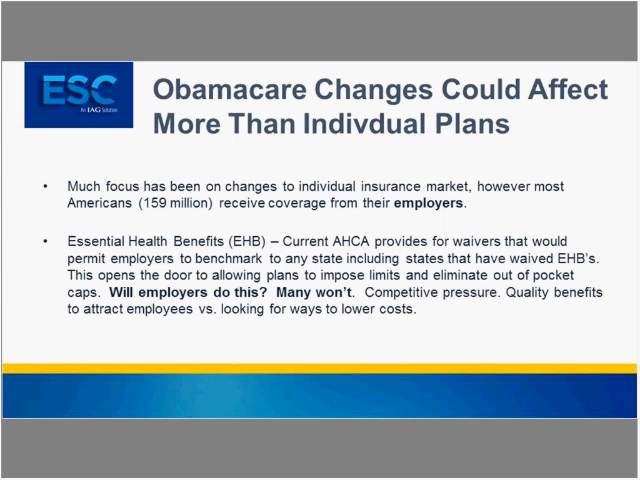 ESC
An IAG Solution
Obamacare Changes Could Affect
More Than Indivdual Plans
• Much focus has been on changes to individual insurance market, however most
Americans (159 million) receive coverage from their employers.
• Essential Health Benefits (EHB) – Current AHCA provides for waivers that would
permit employers to benchmark to any state including states that have waived EHB's.
This opens the door to allowing plans to impose limits and eliminate out of pocket
caps. Will employers do this? Many won't. Competitive pressure. Quality benefits
to attract employees vs. looking for ways to lower costs.